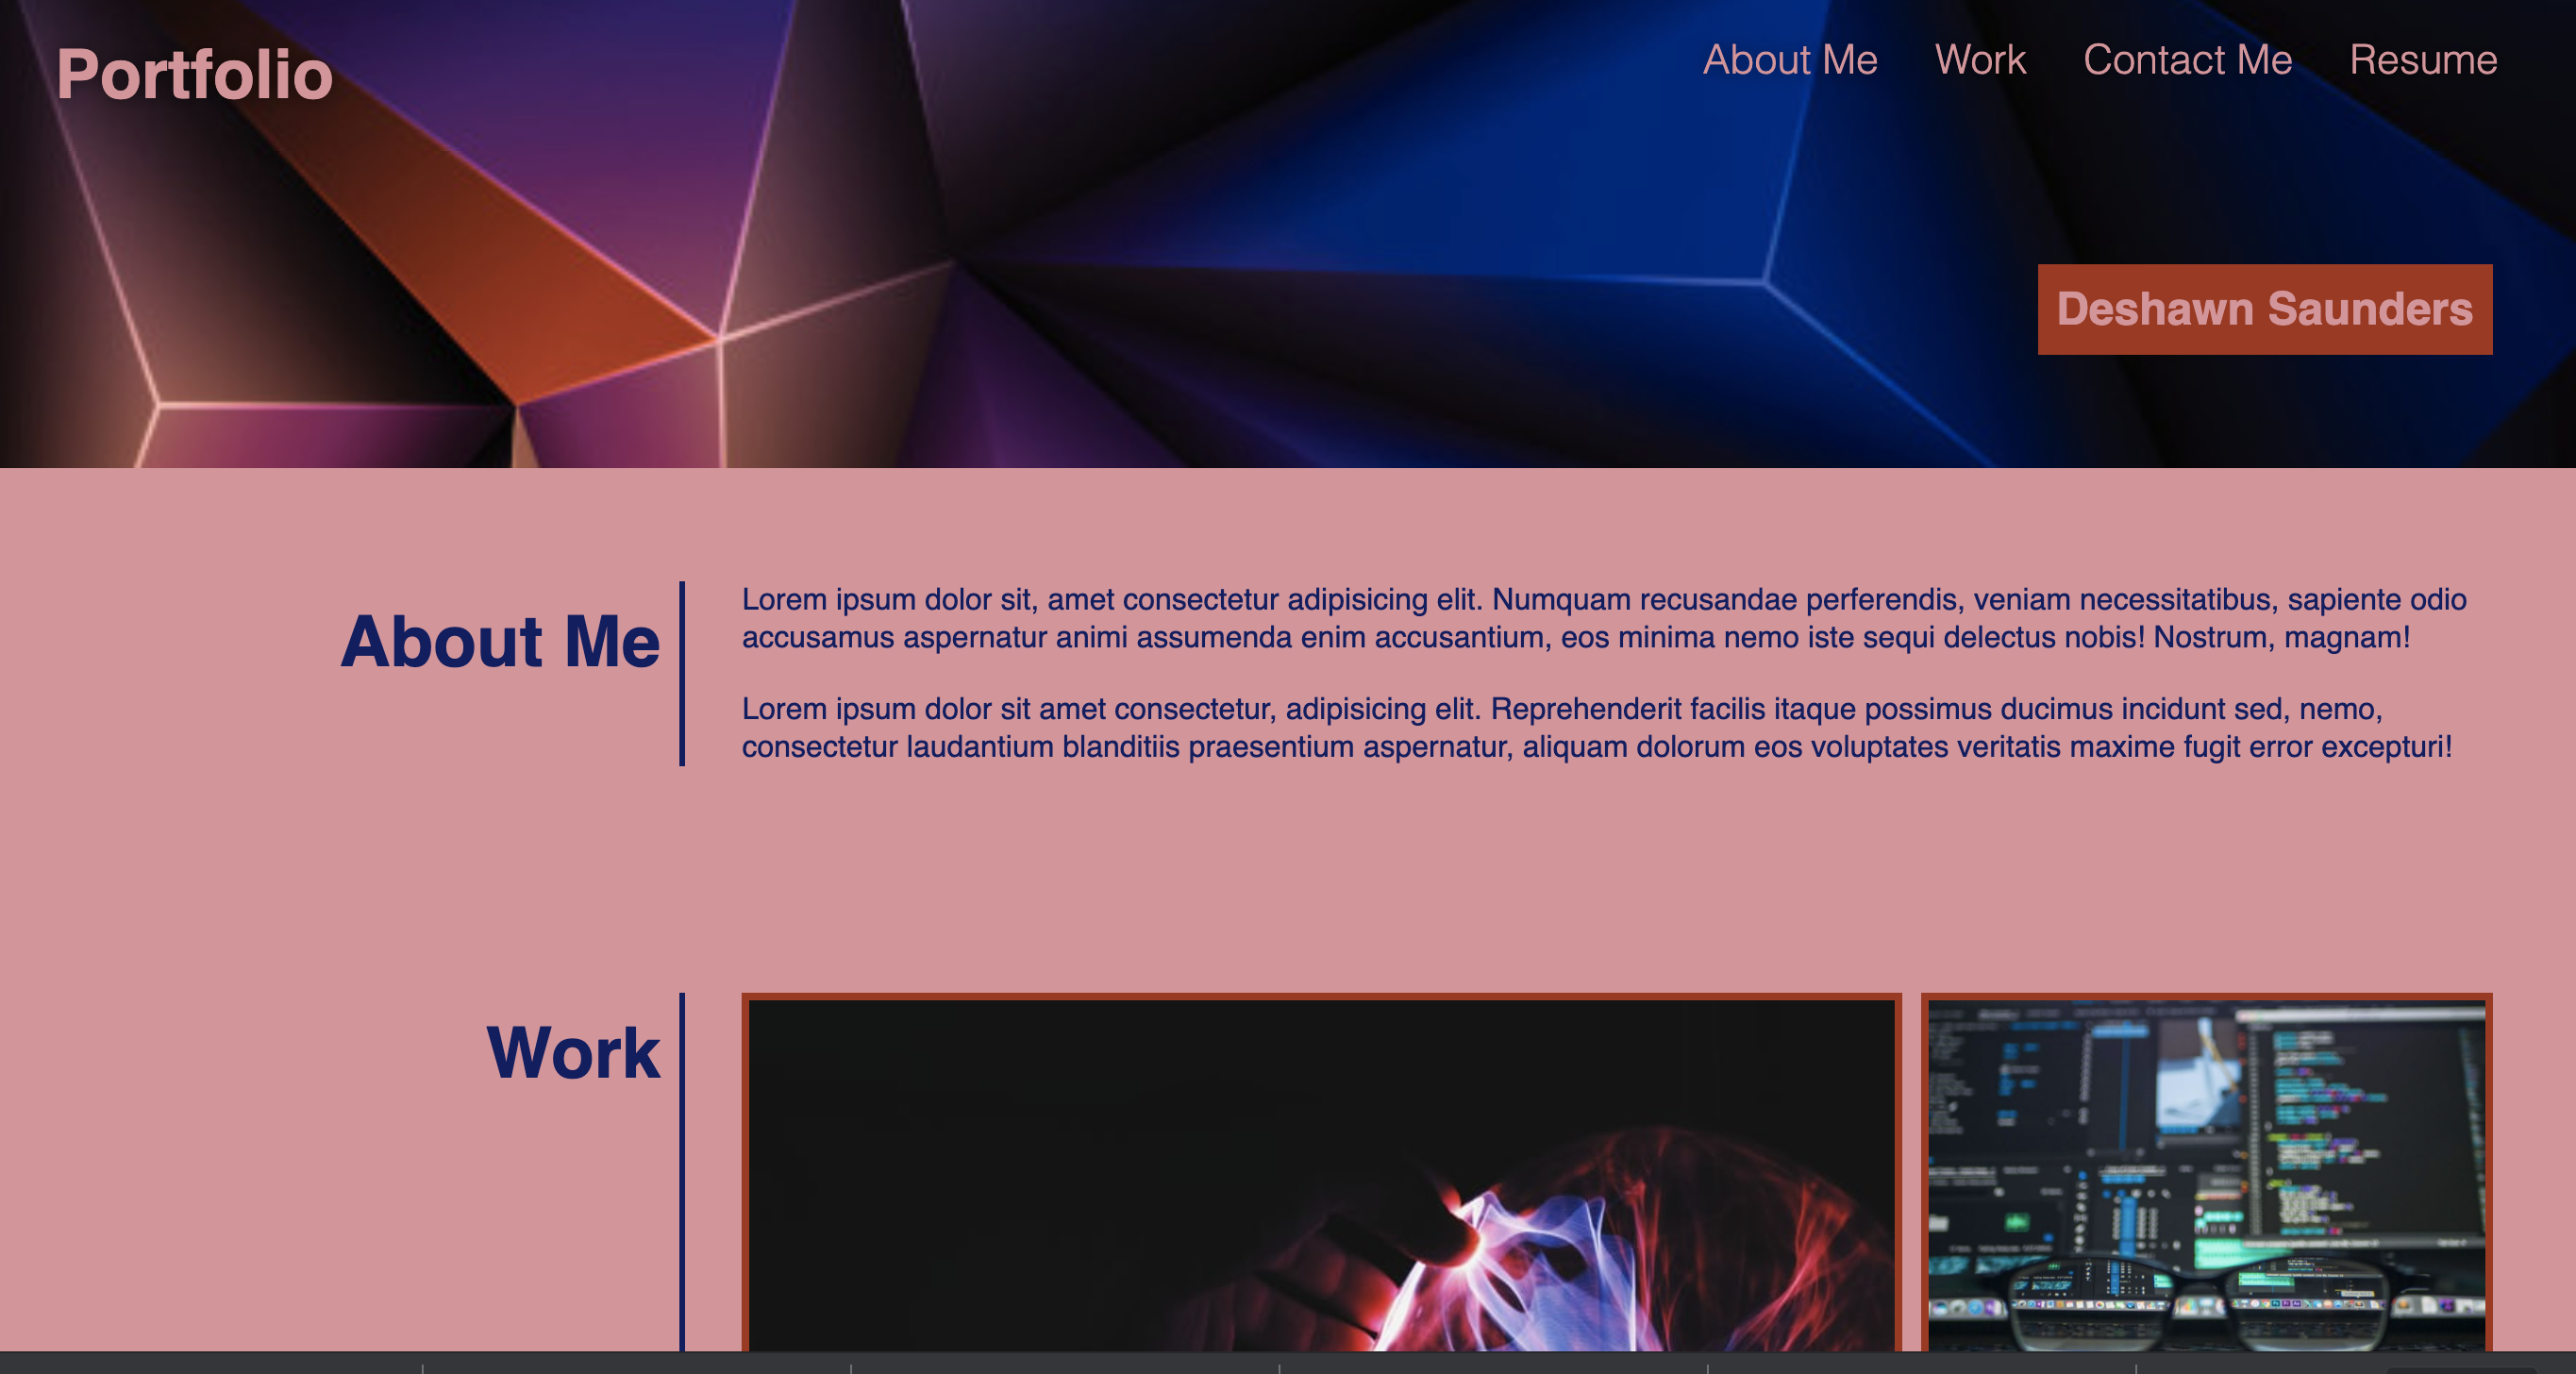 Portfolio
About Me Work Contact Me Resume
Deshawn Saunders
About Me
Lorem ipsum dolor sit, amet consectetur adipisicing elit. Numquam recusandae perferendis, veniam necessitatibus, sapiente odio
accusamus aspernatur animi assumenda enim accusantium, eos minima nemo iste sequi delectus nobis! Nostrum, magnam!
Lorem ipsum dolor sit amet consectetur, adipisicing elit. Reprehenderit facilis itaque possimus ducimus incidunt sed, nemo,
consectetur laudantium blanditiis praesentium aspernatur, aliquam dolorum eos voluptates veritatis maxime fugit error excepturi!
Work